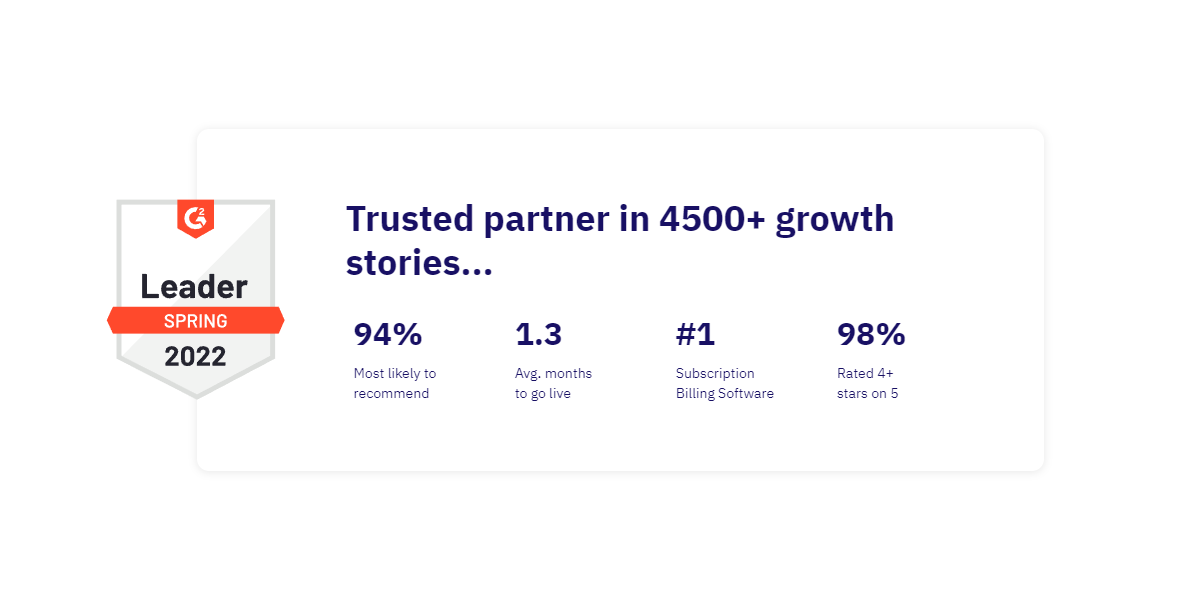 G2
Leader
SPRING
2022
Trusted partner in 4500+ growth
stories...
94%
Most likely to
recommend
1.3
Avg. months
to go live
#1
Subscription
Billing Software
98%
Rated 4+
stars on 5